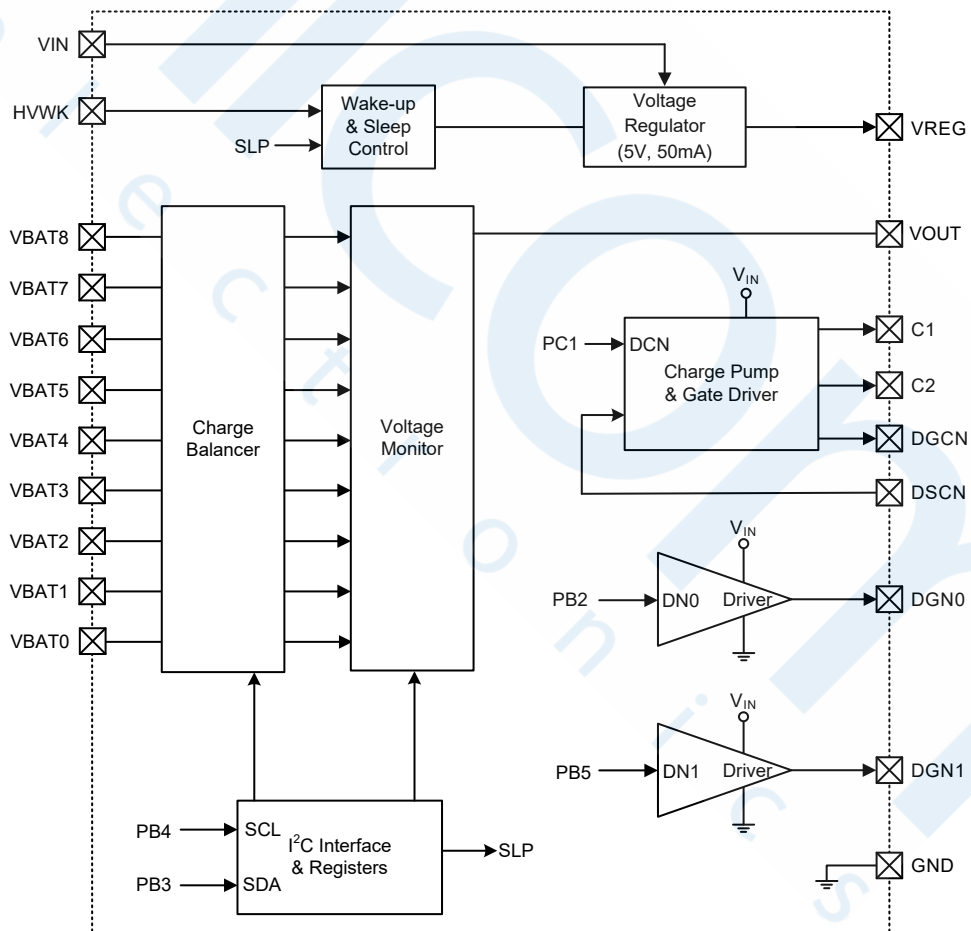 VIN
HVWK
SLP
Wake-up
& Sleep
Control
Voltage
Regulator
(5V, 50mA)
VREG
VBAT8
VBAT7
VBAT6
VBAT5
VBAT4
VBAT3
VBAT2
VBAT1
VBAT0
Charge
Balancer
Voltage
Monitor
VOUT
VIN
PC1
DCN
Charge Pump
& Gate Driver
C1
C2
DGCN
DSCN
VIN
PB2
DN0
Driver
DGN0
VIN
PB5
DN1
Driver
DGN1
PB4
SCL
PB3
SDA
I²C Interface
& Registers
SLP
GND